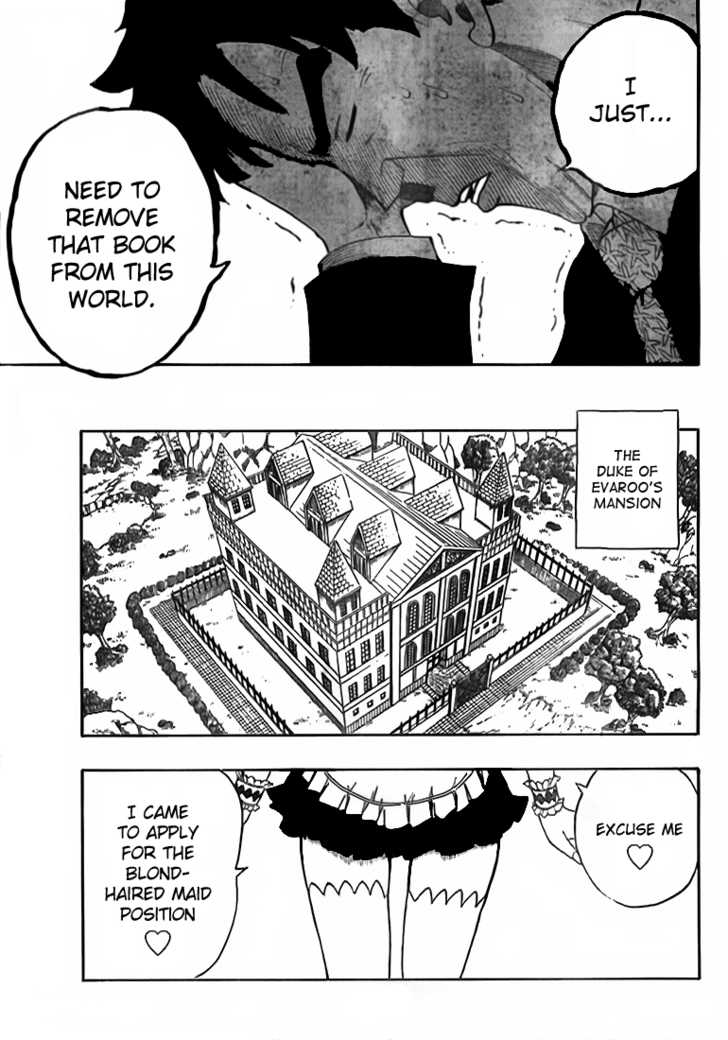 I
JUST...
NEED TO
REMOVE
THAT BOOK
FROM THIS
WORLD.
THE
DUKE OF
EVAROO'S
MANSION
EXCUSE ME
♡
I CAME
TO APPLY
FOR THE
BLOND-
HAIRED MAID
POSITION
♡